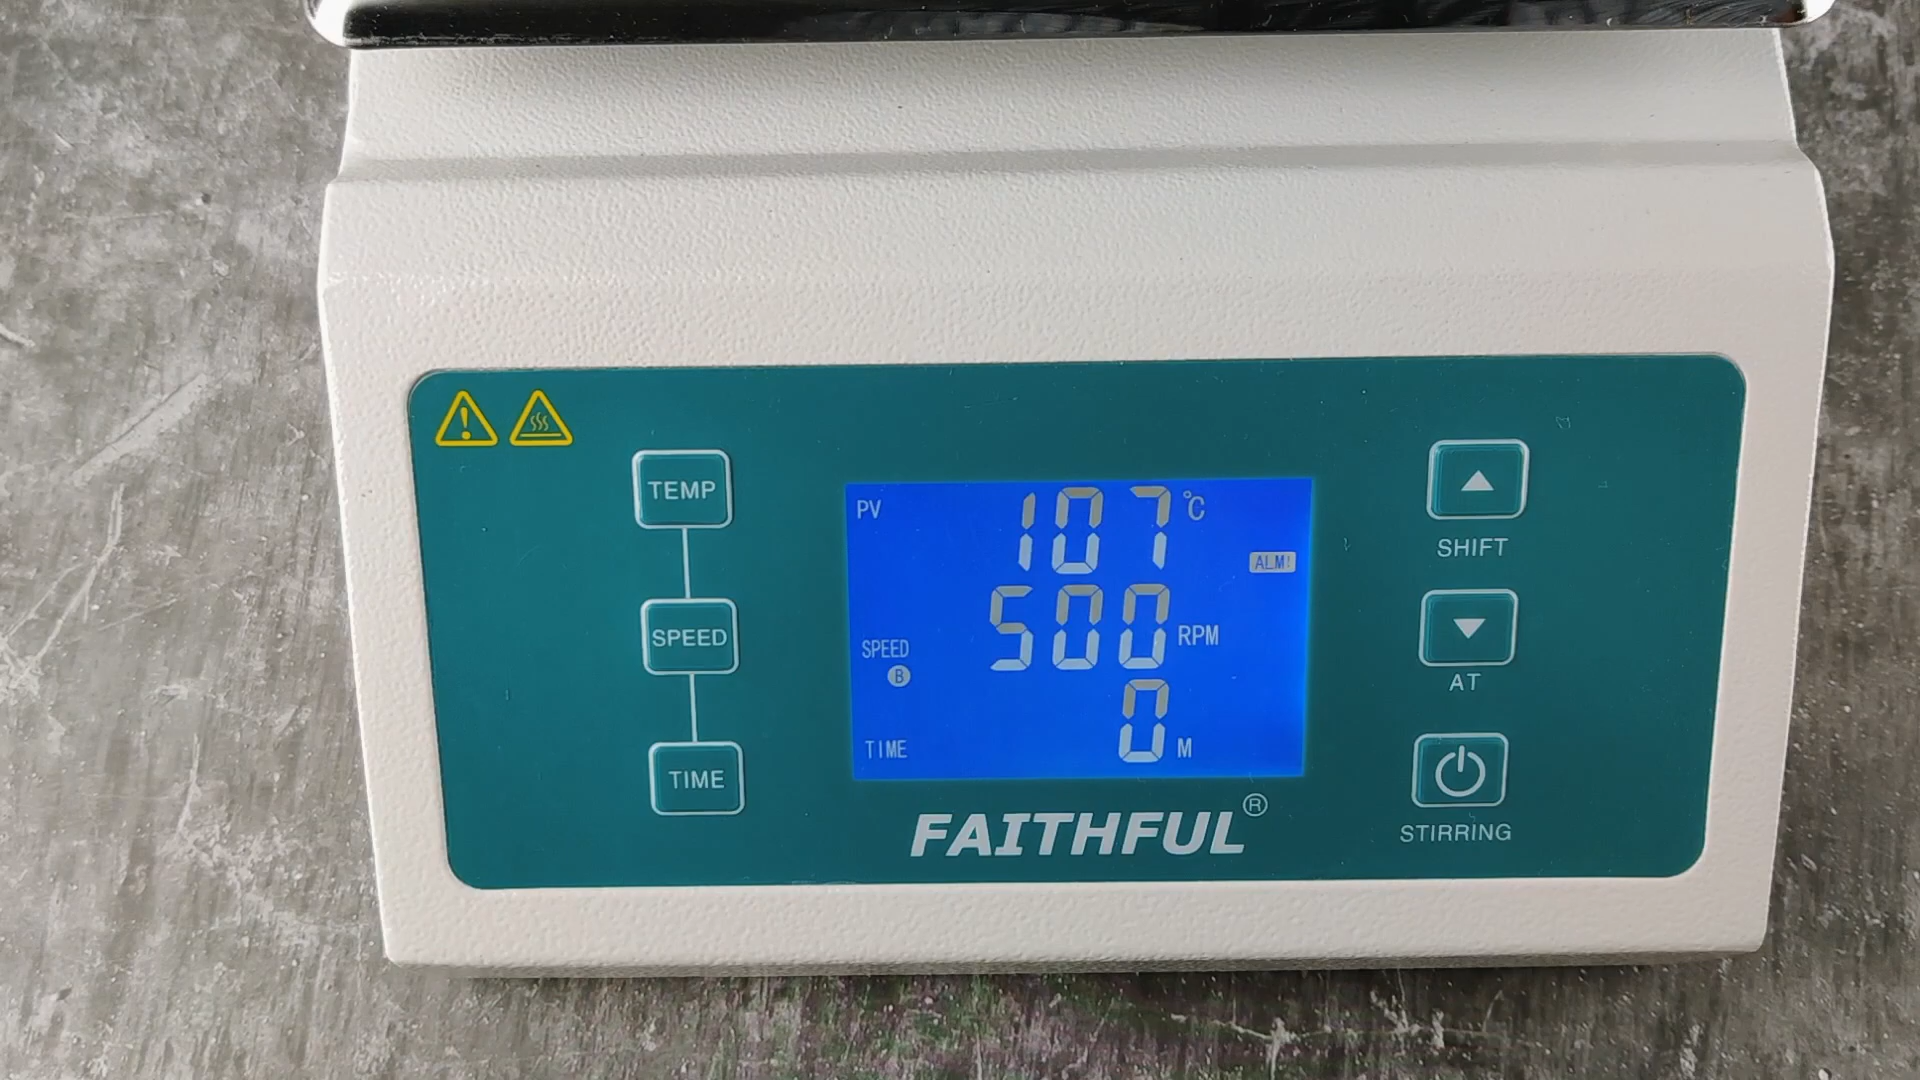 TEMP
SPEED
TIME
PV 107 ℃
ALM!
SPEED 500 RPM
B
TIME 0 M
FAITHFUL®
SHIFT
AT
STIRRING